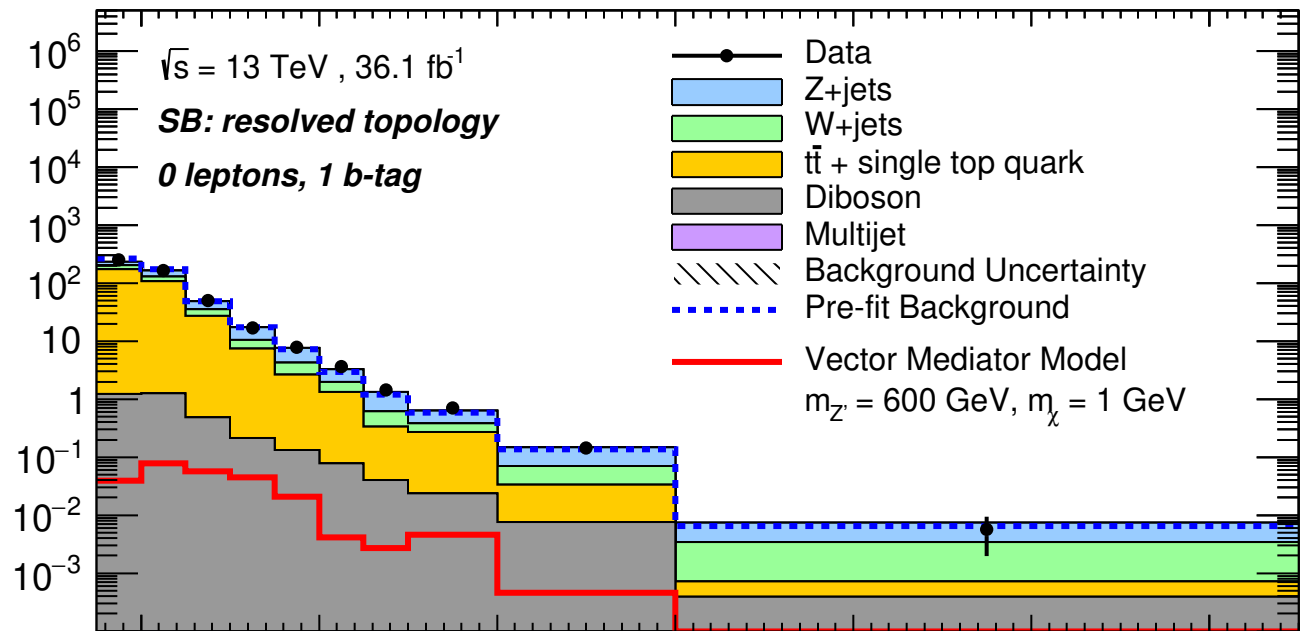 10⁶
10⁵
10⁴
10³
10²
10
1
10⁻¹
10⁻²
10⁻³
√s = 13 TeV , 36.1 fb⁻¹
SB: resolved topology
0 leptons, 1 b-tag
Data
Z+jets
W+jets
tt̄ + single top quark
Diboson
Multijet
Background Uncertainty
Pre-fit Background
Vector Mediator Model
m_Z' = 600 GeV, m_χ = 1 GeV